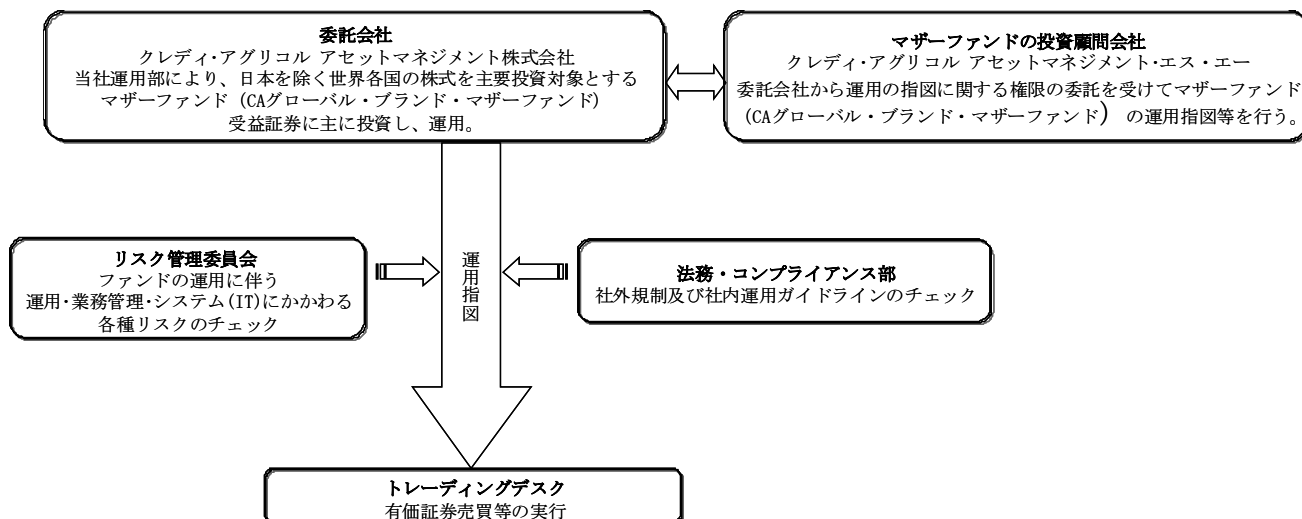 委託会社
クレディ・アグリコル アセットマネジメント株式会社
当社運用部により、日本を除く世界各国の株式を主要投資対象とする
マザーファンド (CAグローバル・ブランド・マザーファンド)
受益証券に主に投資し、運用。
マザーファンドの投資顧問会社
クレディ・アグリコル アセットマネジメント・エス・エー
委託会社から運用の指図に関する権限の委託を受けてマザーファンド
(CAグローバル・ブランド・マザーファンド) の運用指図等を行う。
リスク管理委員会
ファンドの運用に伴う
運用・業務管理・システム(IT)にかかわる
各種リスクのチェック
運用指図
法務・コンプライアンス部
社外規制及び社内運用ガイドラインのチェック
トレーディングデスク
有価証券売買等の実行